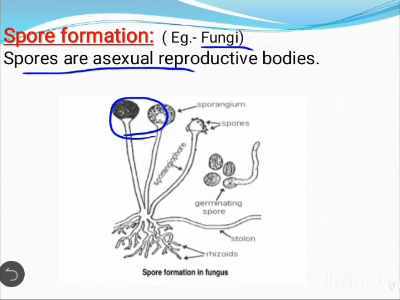 Spore formation: ( Eg.- Fungi)
Spores are asexual reproductive bodies.
sporangium
spores
sporangiophore
germinating
spore
stolon
rhizoids
Spore formation in fungus